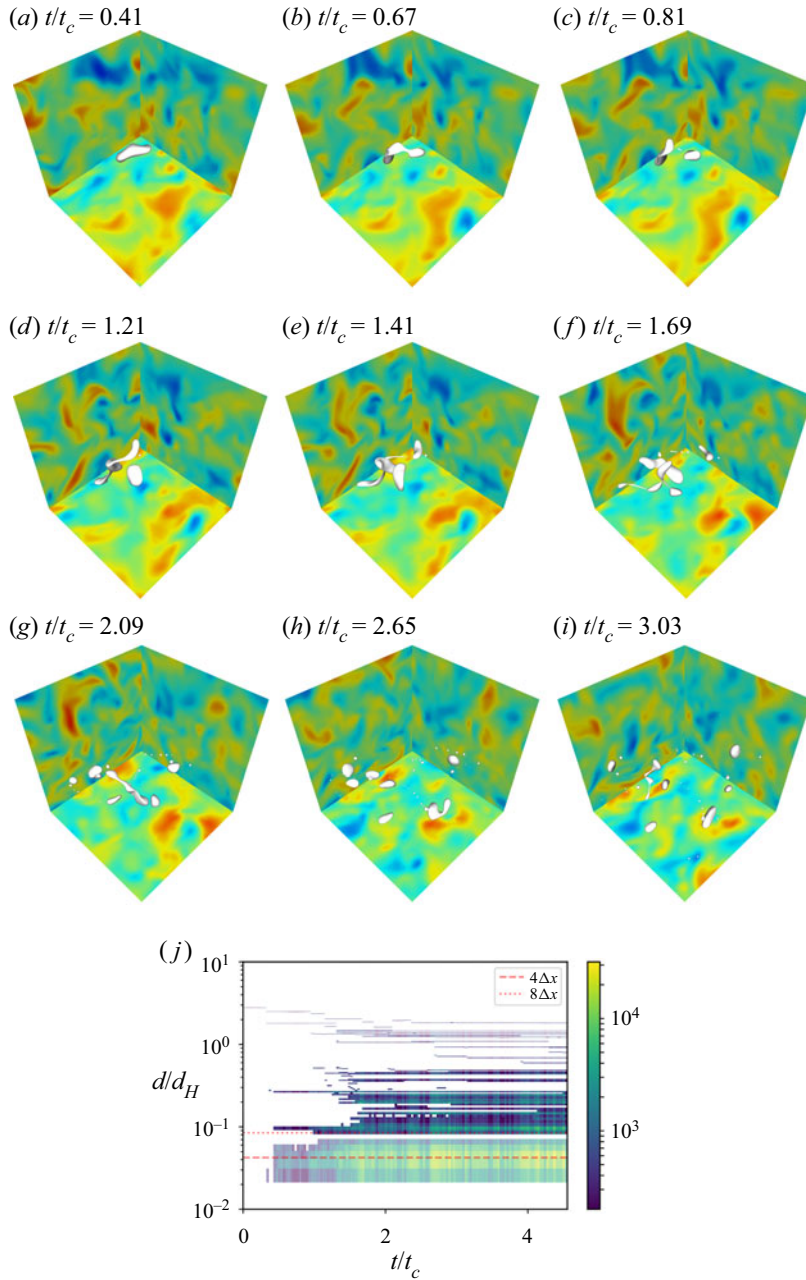 (a) t/t_c = 0.41
(b) t/t_c = 0.67
(c) t/t_c = 0.81
(d) t/t_c = 1.21
(e) t/t_c = 1.41
(f) t/t_c = 1.69
(g) t/t_c = 2.09
(h) t/t_c = 2.65
(i) t/t_c = 3.03
(j)
10^1
10^0
10^−1
10^−2
d/d_H
4Δx
8Δx
10^4
10^3
0
2
4
t/t_c